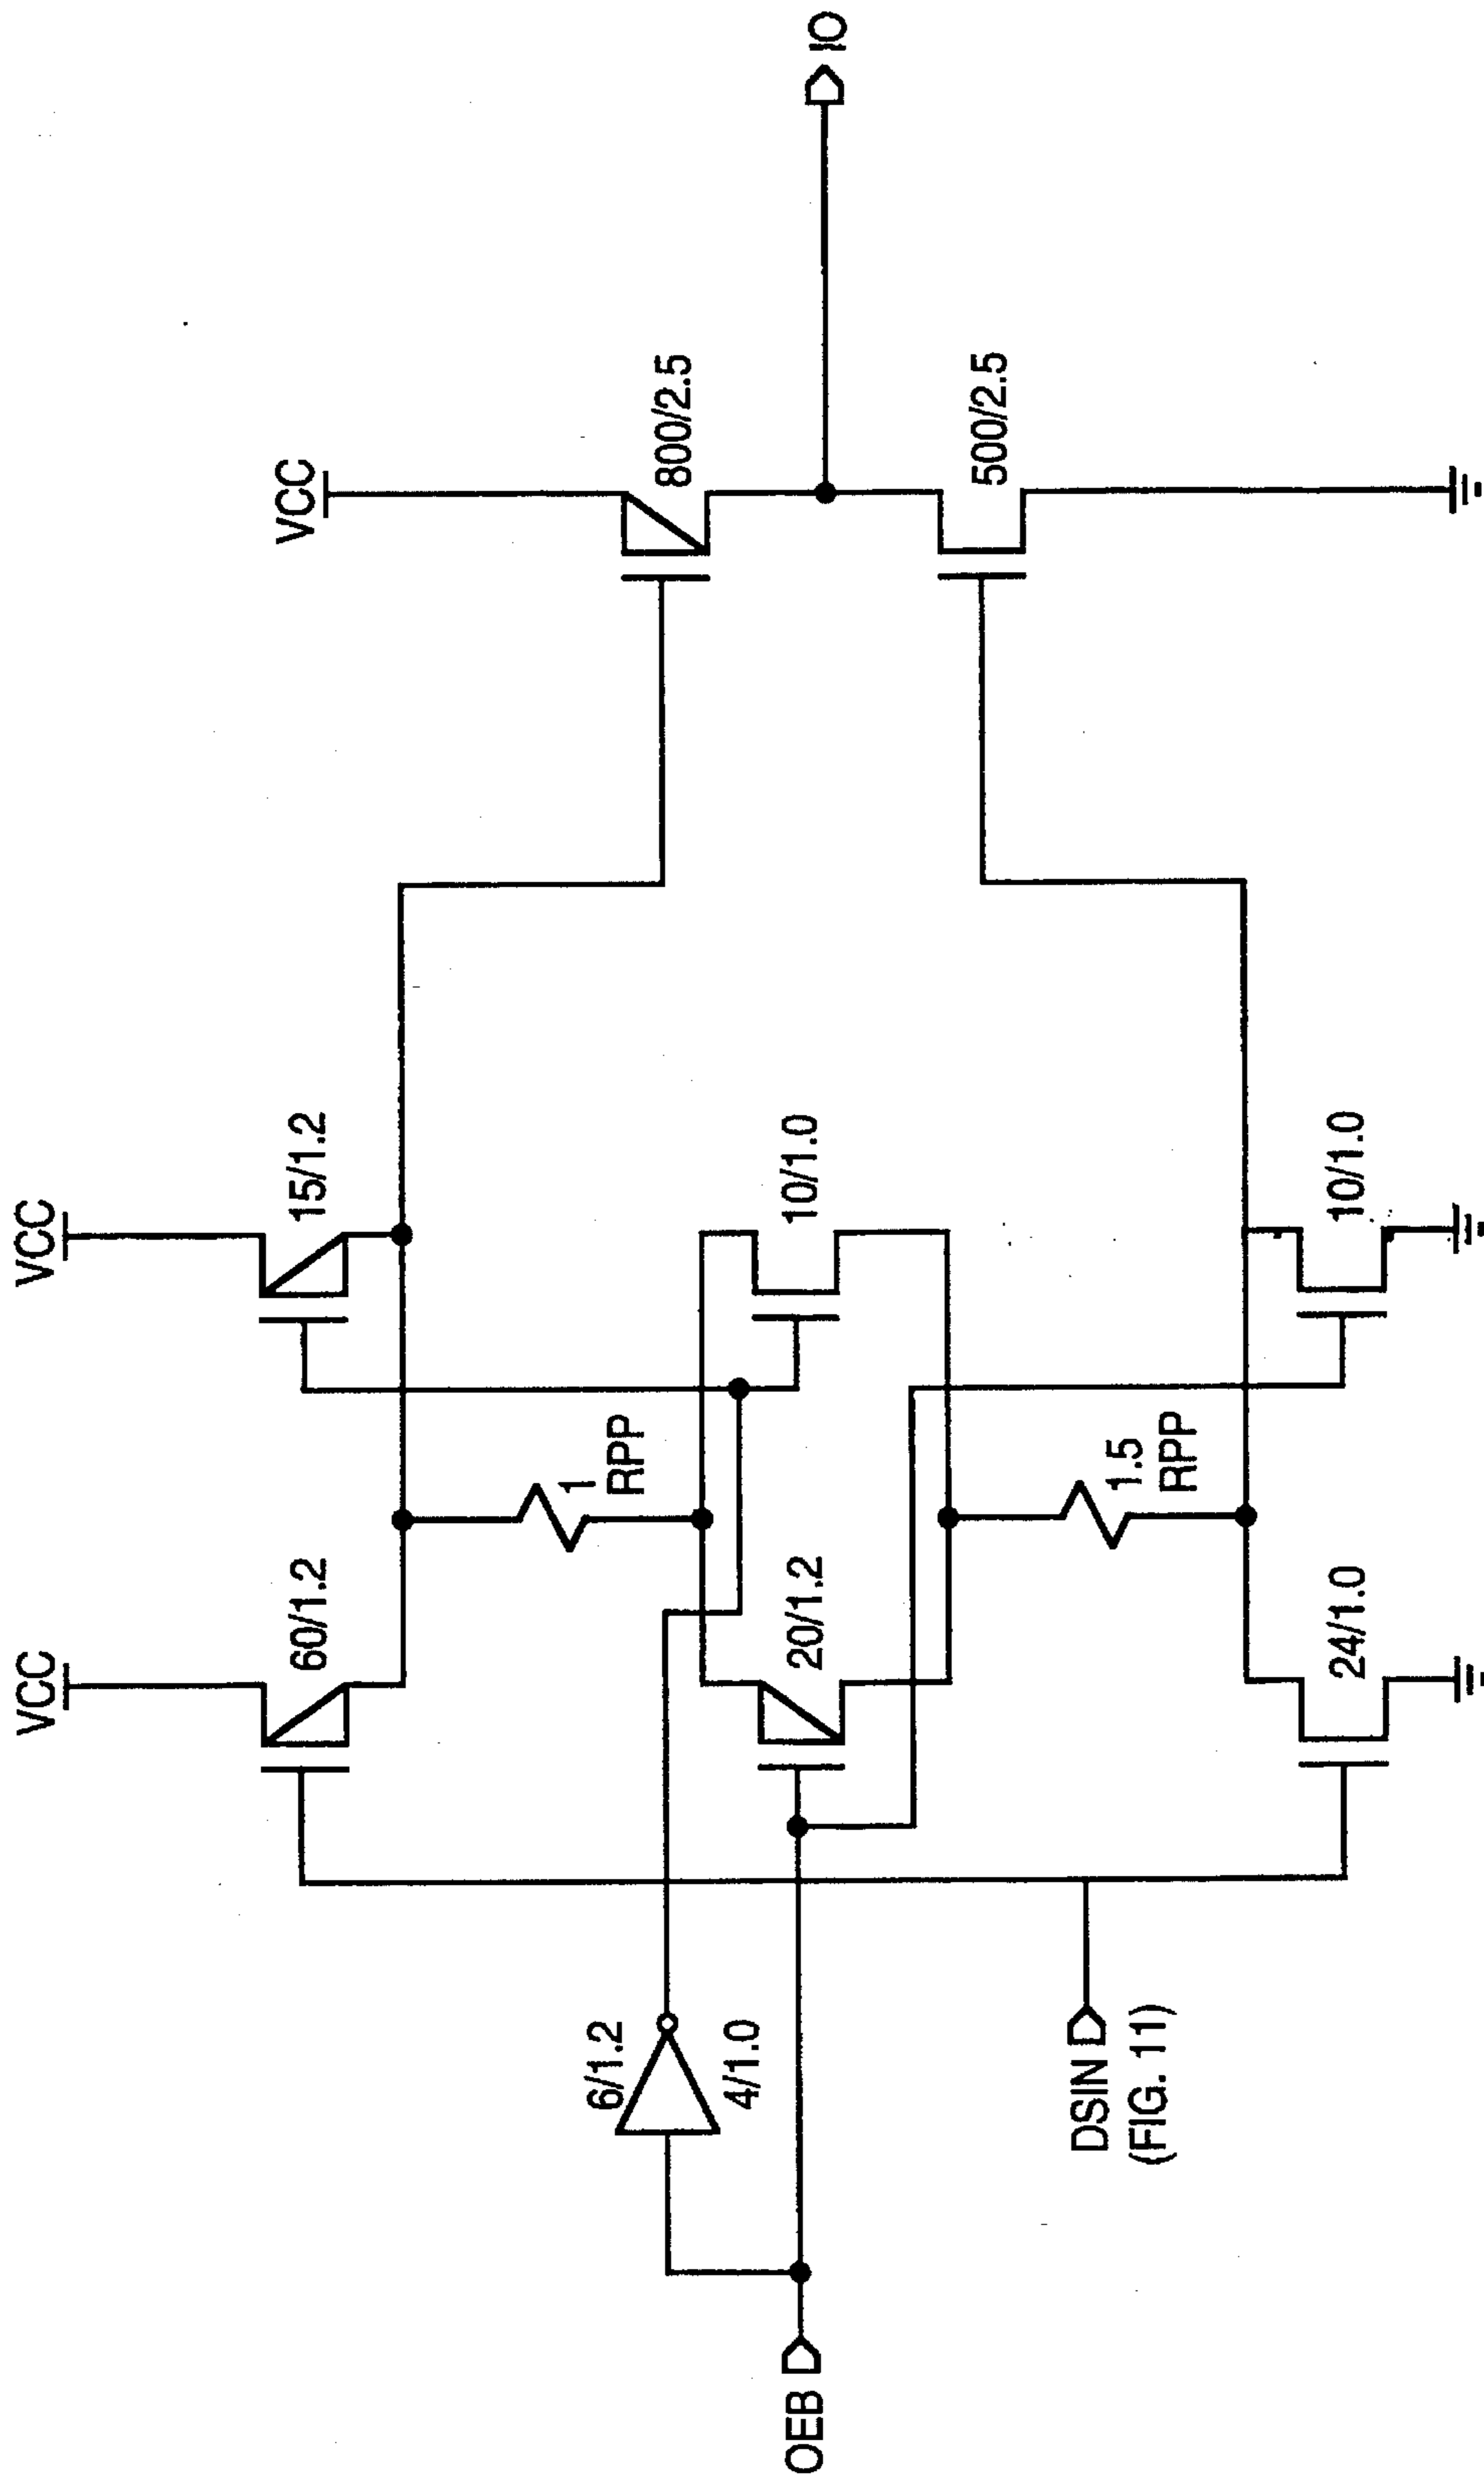 VCC
VCC
VCC
60/1.2
15/1.2
800/2.5
1
RPP
6/1.2
4/1.0
20/1.2
10/1.0
IO
OEB
500/2.5
DSIN
(FIG. 11)
1.5
RPP
24/1.0
10/1.0